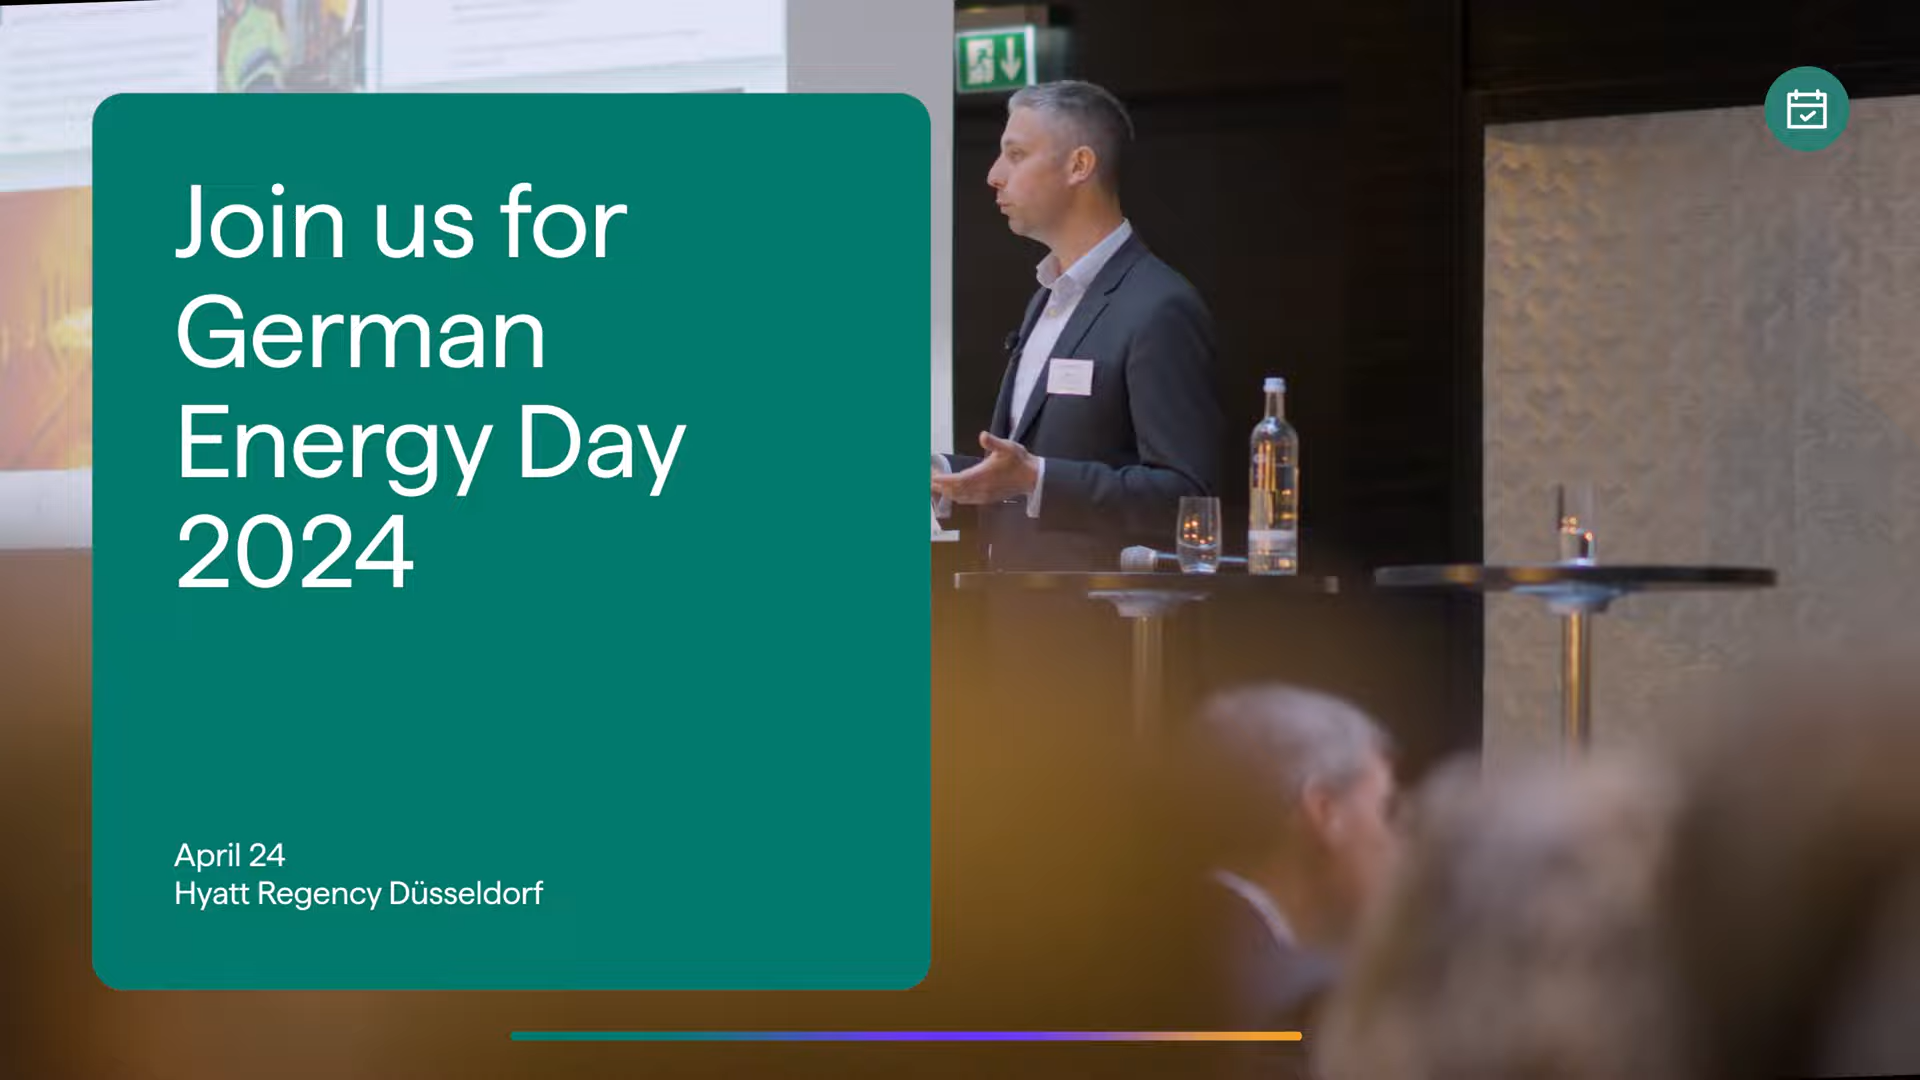 Join us for
German
Energy Day
2024
April 24
Hyatt Regency Düsseldorf